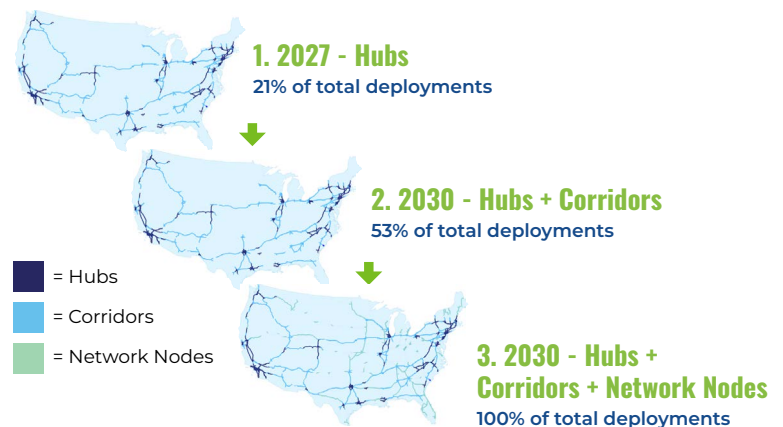 1. 2027 - Hubs
21% of total deployments
2. 2030 - Hubs + Corridors
53% of total deployments
= Hubs
= Corridors
= Network Nodes
3. 2030 - Hubs +
Corridors + Network Nodes
100% of total deployments